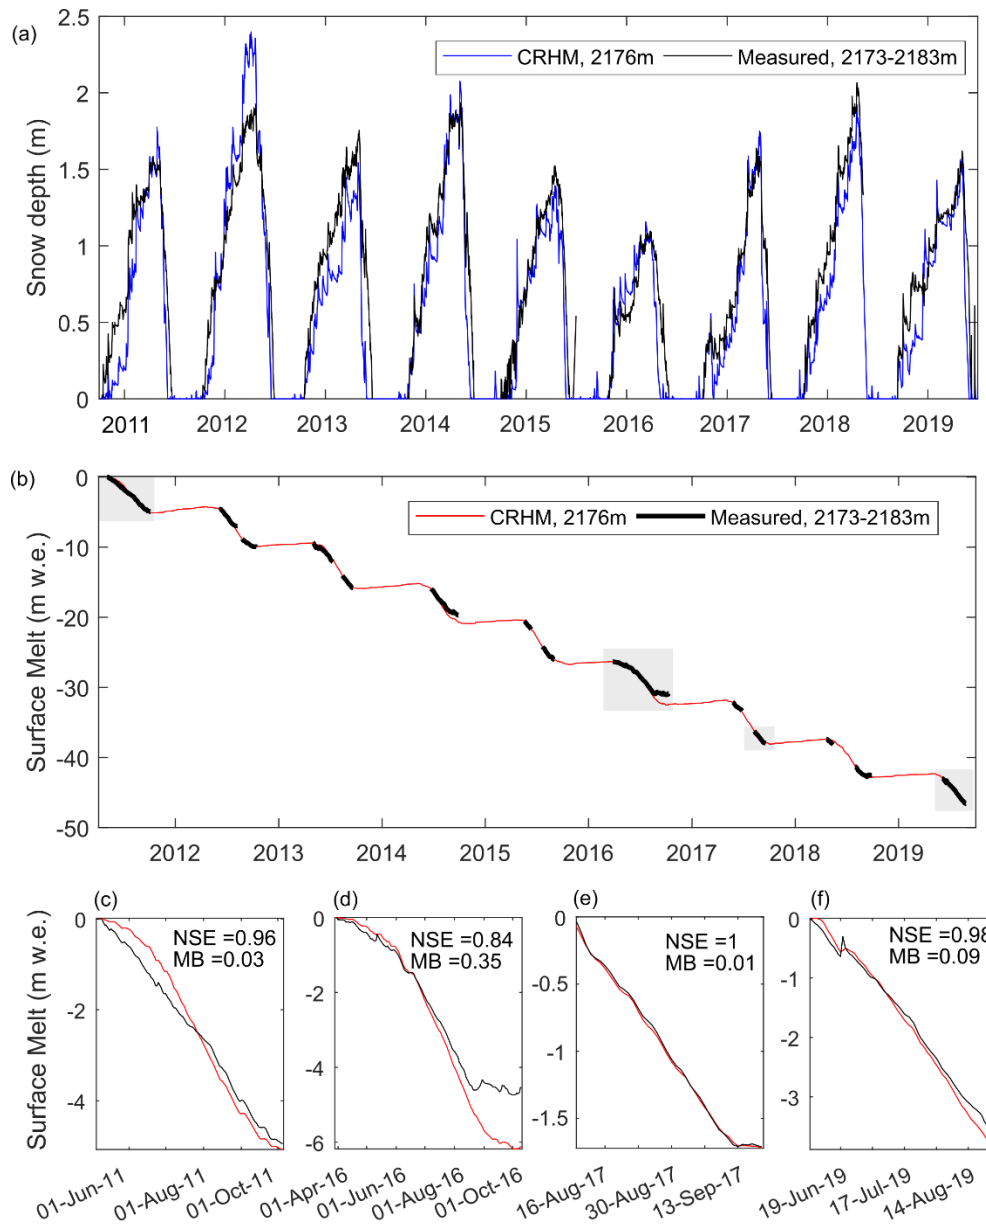 (a)
Snow depth (m)
2.5
2
1.5
1
0.5
0
CRHM, 2176m
Measured, 2173-2183m
2011 2012 2013 2014 2015 2016 2017 2018 2019
(b)
Surface Melt (m w.e.)
0
-10
-20
-30
-40
-50
CRHM, 2176m
Measured, 2173-2183m
2012 2013 2014 2015 2016 2017 2018 2019
(c)
Surface Melt (m w.e.)
0
-2
-4
NSE =0.96
MB =0.03
01-Jun-11
01-Aug-11
01-Oct-11
(d)
0
-2
-4
-6
NSE =0.84
MB =0.35
01-Apr-16
01-Jun-16
01-Aug-16
01-Oct-16
(e)
0
-0.5
-1
-1.5
NSE =1
MB =0.01
16-Aug-17
30-Aug-17
13-Sep-17
(f)
0
-1
-2
-3
NSE =0.98
MB =0.09
19-Jun-19
17-Jul-19
14-Aug-19